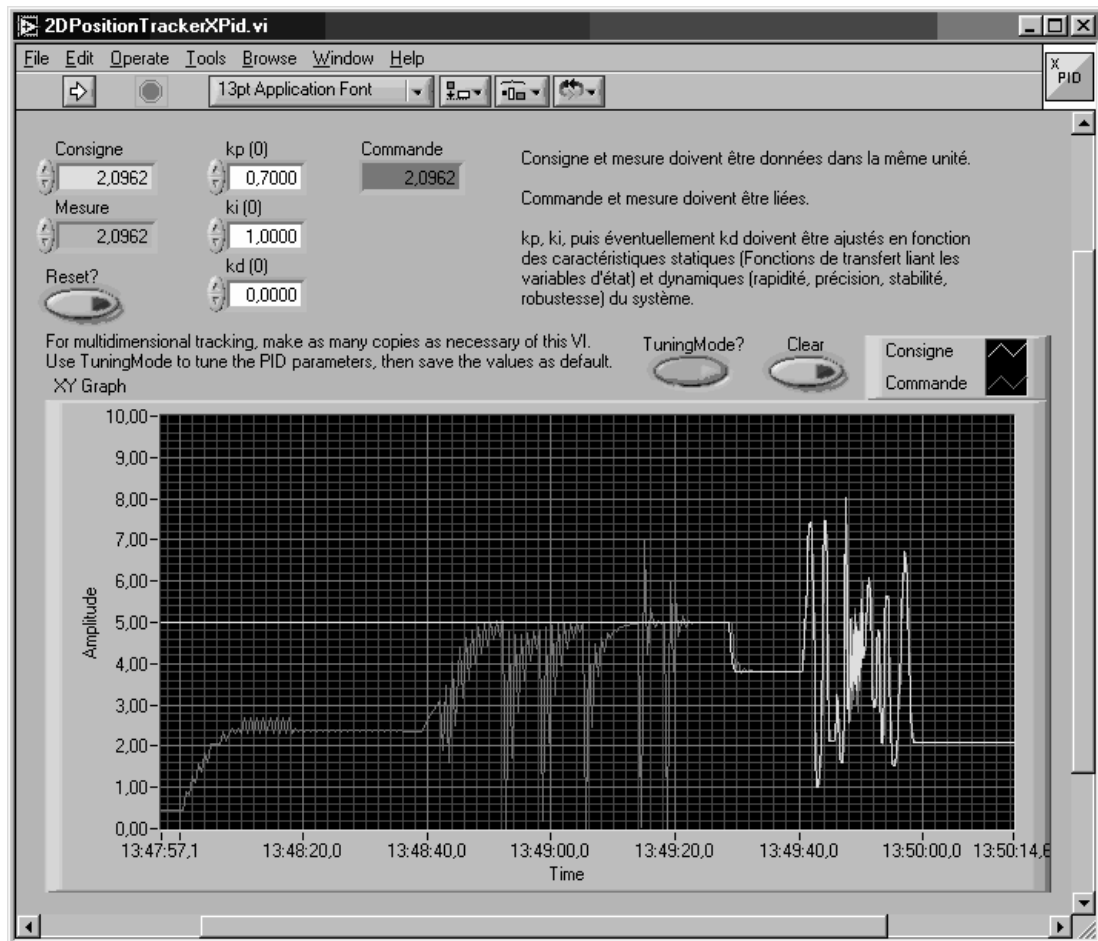 2DPositionTrackerXPid.vi
File Edit Operate Tools Browse Window Help
13pt Application Font
X
PID
Consigne
2,0962
kp (0)
0,7000
Commande
2,0962
Mesure
2,0962
ki (0)
1,0000
Reset?
kd (0)
0,0000
Consigne et mesure doivent être données dans la même unité.
Commande et mesure doivent être liées.
kp, ki, puis éventuellement kd doivent être ajustés en fonction
des caractéristiques statiques (Fonctions de transfert liant les
variables d'état) et dynamiques (rapidité, précision, stabilité,
robustesse) du système.
For multidimensional tracking, make as many copies as necessary of this VI.
Use TuningMode to tune the PID parameters, then save the values as default.
TuningMode?
Clear
Consigne
Commande
XY Graph
10,00
9,00
8,00
7,00
6,00
5,00
4,00
3,00
2,00
1,00
0,00
Amplitude
13:47:57,1 13:48:20,0 13:48:40,0 13:49:00,0 13:49:20,0 13:49:40,0 13:50:00,0 13:50:14,6
Time